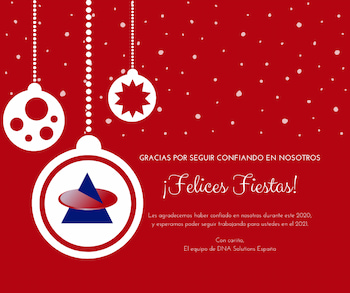 GRACIAS POR SEGUIR CONFIANDO EN NOSOTROS
¡Felices Fiestas!
Les agradecemos haber confiado en nosotros durante este 2020,
y esperamos poder seguir trabajando para ustedes en el 2021.
Con cariño,
El equipo de DNA Solutions España